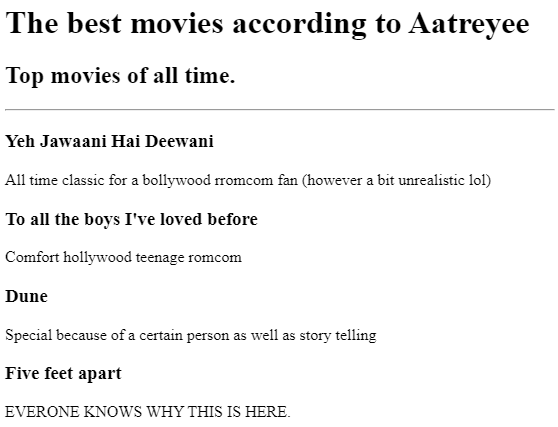 The best movies according to Aatreyee
Top movies of all time.
Yeh Jawaani Hai Deewani
All time classic for a bollywood rromcom fan (however a bit unrealistic lol)
To all the boys I've loved before
Comfort hollywood teenage romcom
Dune
Special because of a certain person as well as story telling
Five feet apart
EVERONE KNOWS WHY THIS IS HERE.